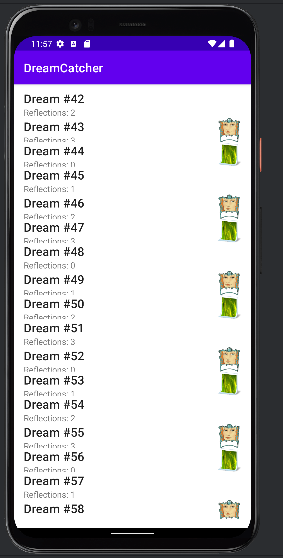 11:57
DreamCatcher
Dream #42
Reflections: 2
Dream #43
Reflections: 3
Dream #44
Reflections: 0
Dream #45
Reflections: 1
Dream #46
Reflections: 2
Dream #47
Reflections: 3
Dream #48
Reflections: 0
Dream #49
Reflections: 1
Dream #50
Reflections: 2
Dream #51
Reflections: 3
Dream #52
Reflections: 0
Dream #53
Reflections: 1
Dream #54
Reflections: 2
Dream #55
Reflections: 3
Dream #56
Reflections: 0
Dream #57
Reflections: 1
Dream #58